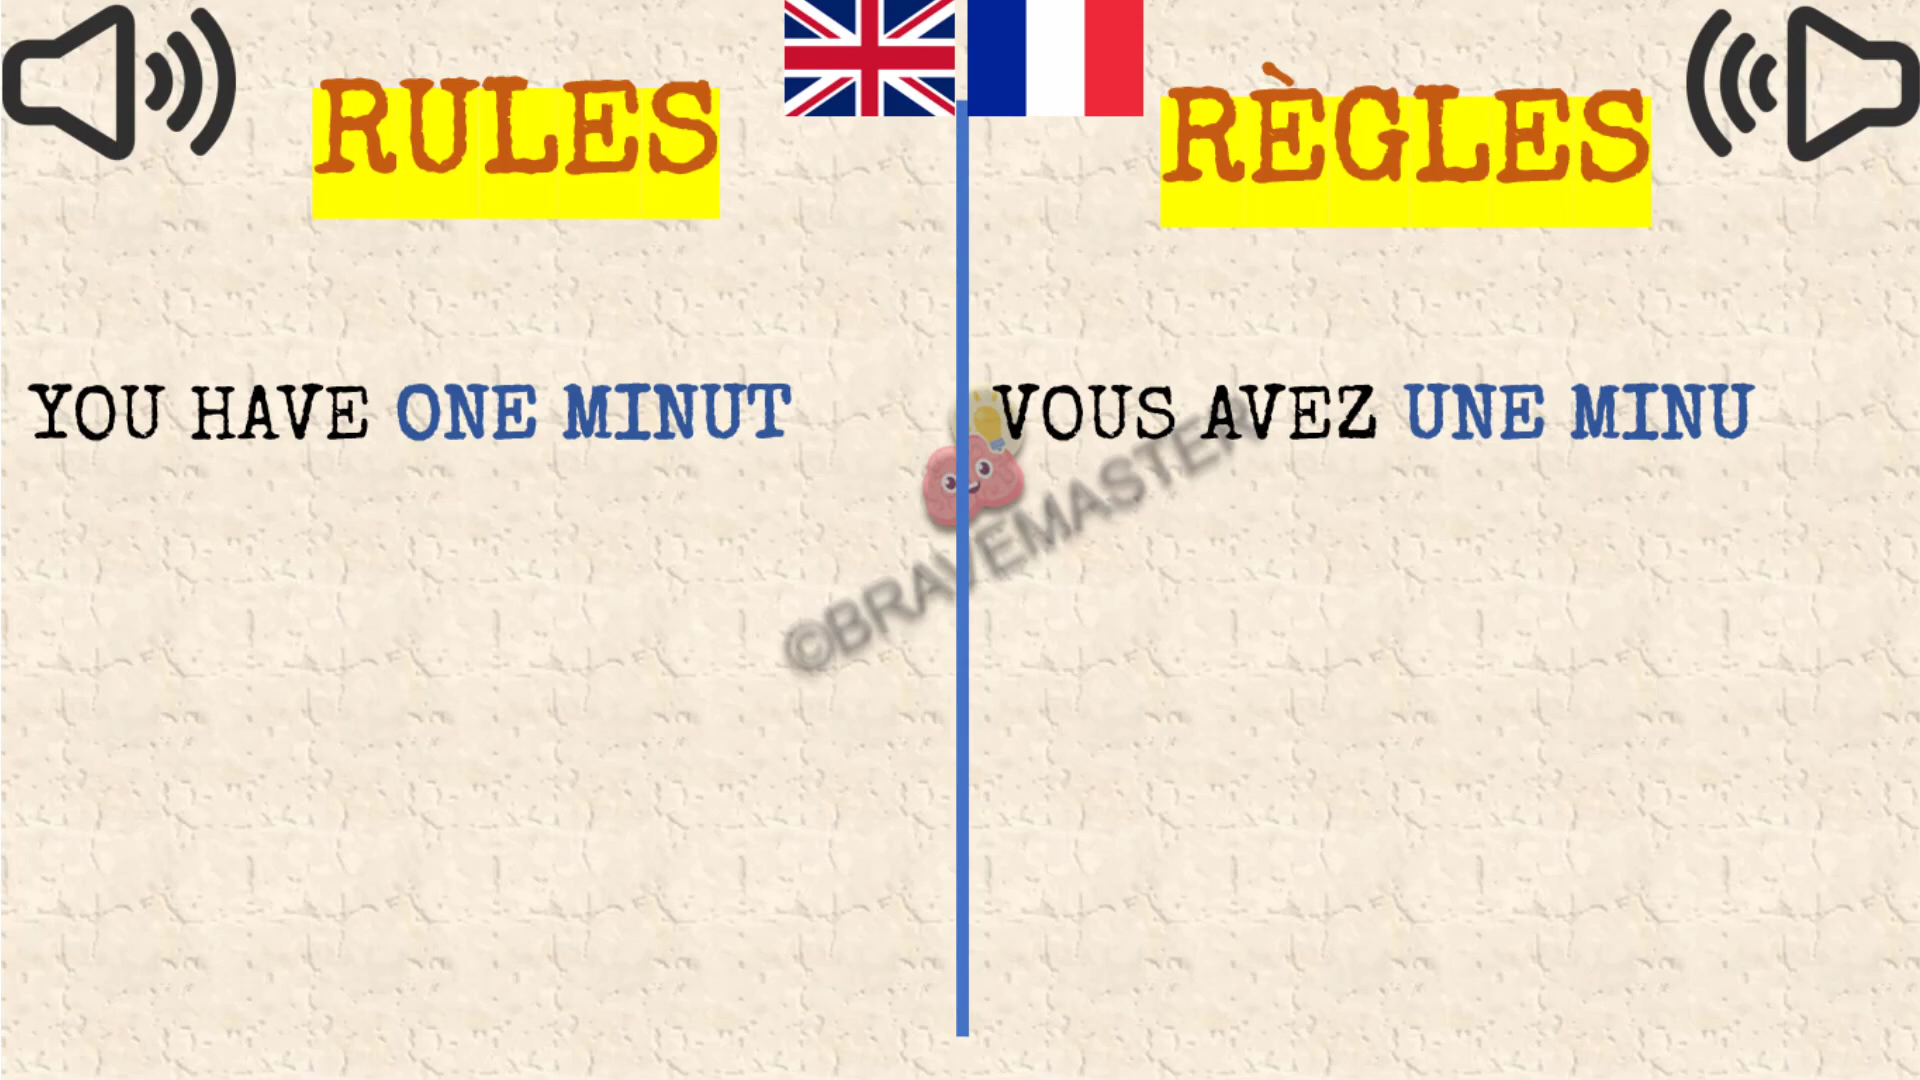 RULES
RÈGLES
YOU HAVE ONE MINUT
VOUS AVEZ UNE MINU
©BRAVEMASTER